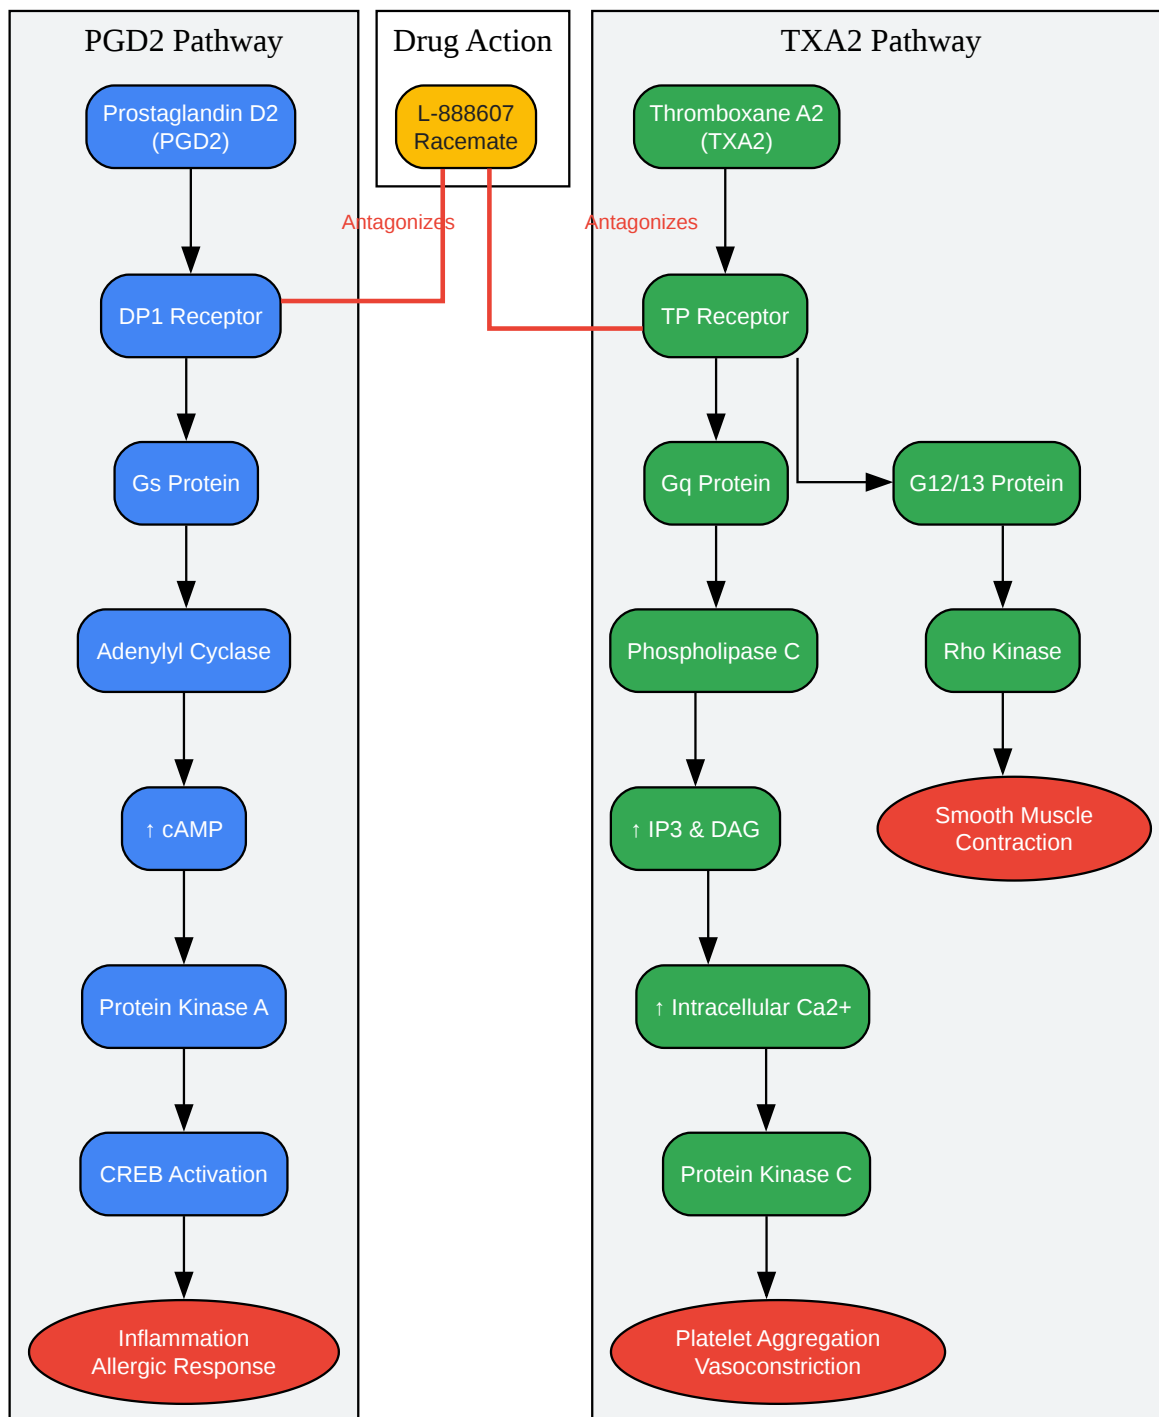 PGD2 Pathway
Prostaglandin D2
(PGD2)
DP1 Receptor
Gs Protein
Adenylyl Cyclase
↑ cAMP
Protein Kinase A
CREB Activation
Inflammation
Allergic Response
Drug Action
L-888607
Racemate
Antagonizes
Antagonizes
TXA2 Pathway
Thromboxane A2
(TXA2)
TP Receptor
Gq Protein
G12/13 Protein
Phospholipase C
Rho Kinase
↑ IP3 & DAG
Smooth Muscle
Contraction
↑ Intracellular Ca2+
Protein Kinase C
Platelet Aggregation
Vasoconstriction